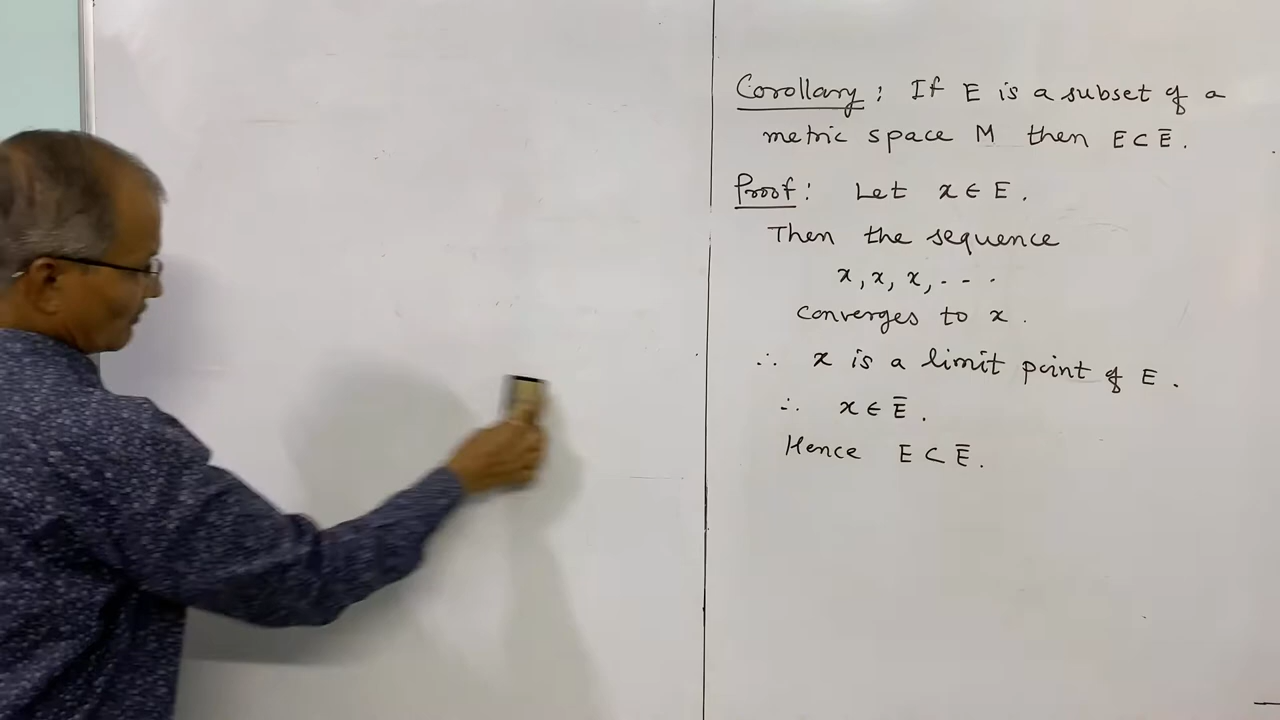 Corollary : If E is a subset of a
metric space M then E ⊂ Ē.
Proof : Let x ∈ E.
Then the sequence
x, x, x, - - -
converges to x.
∴ x is a limit point of E.
∴ x ∈ Ē.
Hence E ⊂ Ē.